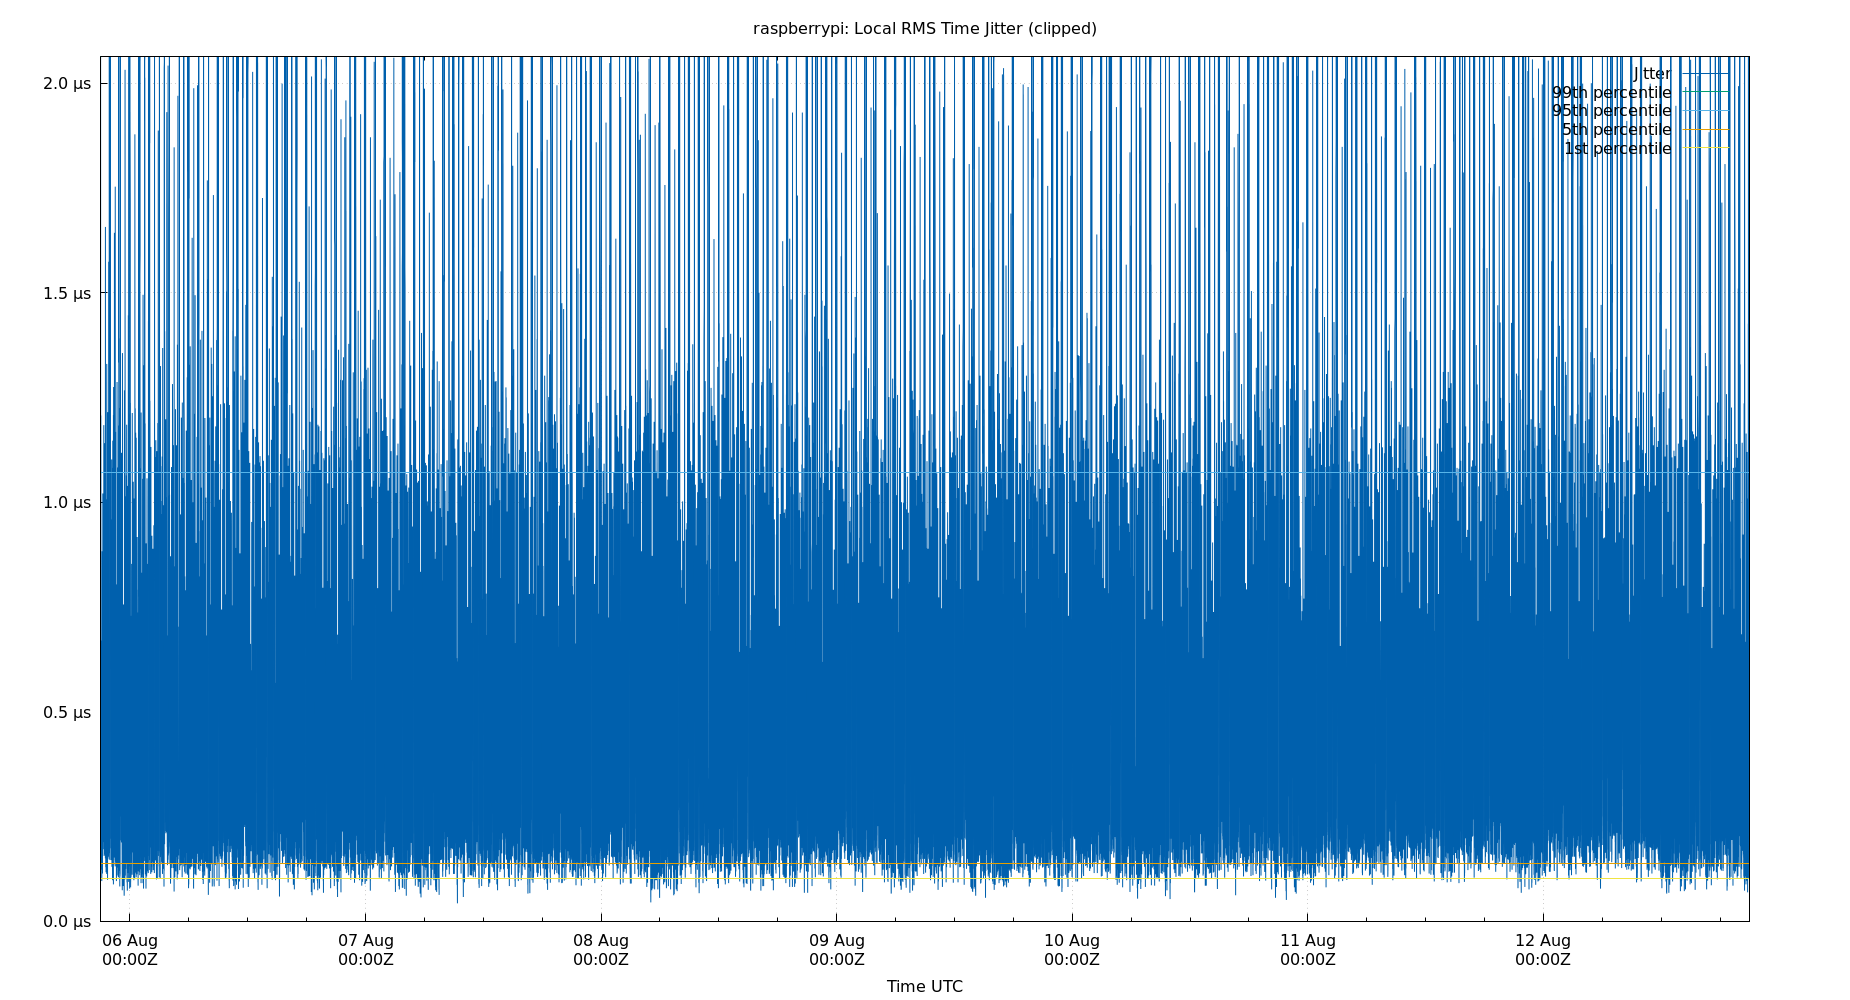 raspberrypi: Local RMS Time Jitter (clipped)
2.0 µs
1.5 µs
1.0 µs
0.5 µs
0.0 µs
Jitter
99th percentile
95th percentile
5th percentile
1st percentile
06 Aug 07 Aug 08 Aug 09 Aug 10 Aug 11 Aug 12 Aug
00:00Z 00:00Z 00:00Z 00:00Z 00:00Z 00:00Z 00:00Z
Time UTC